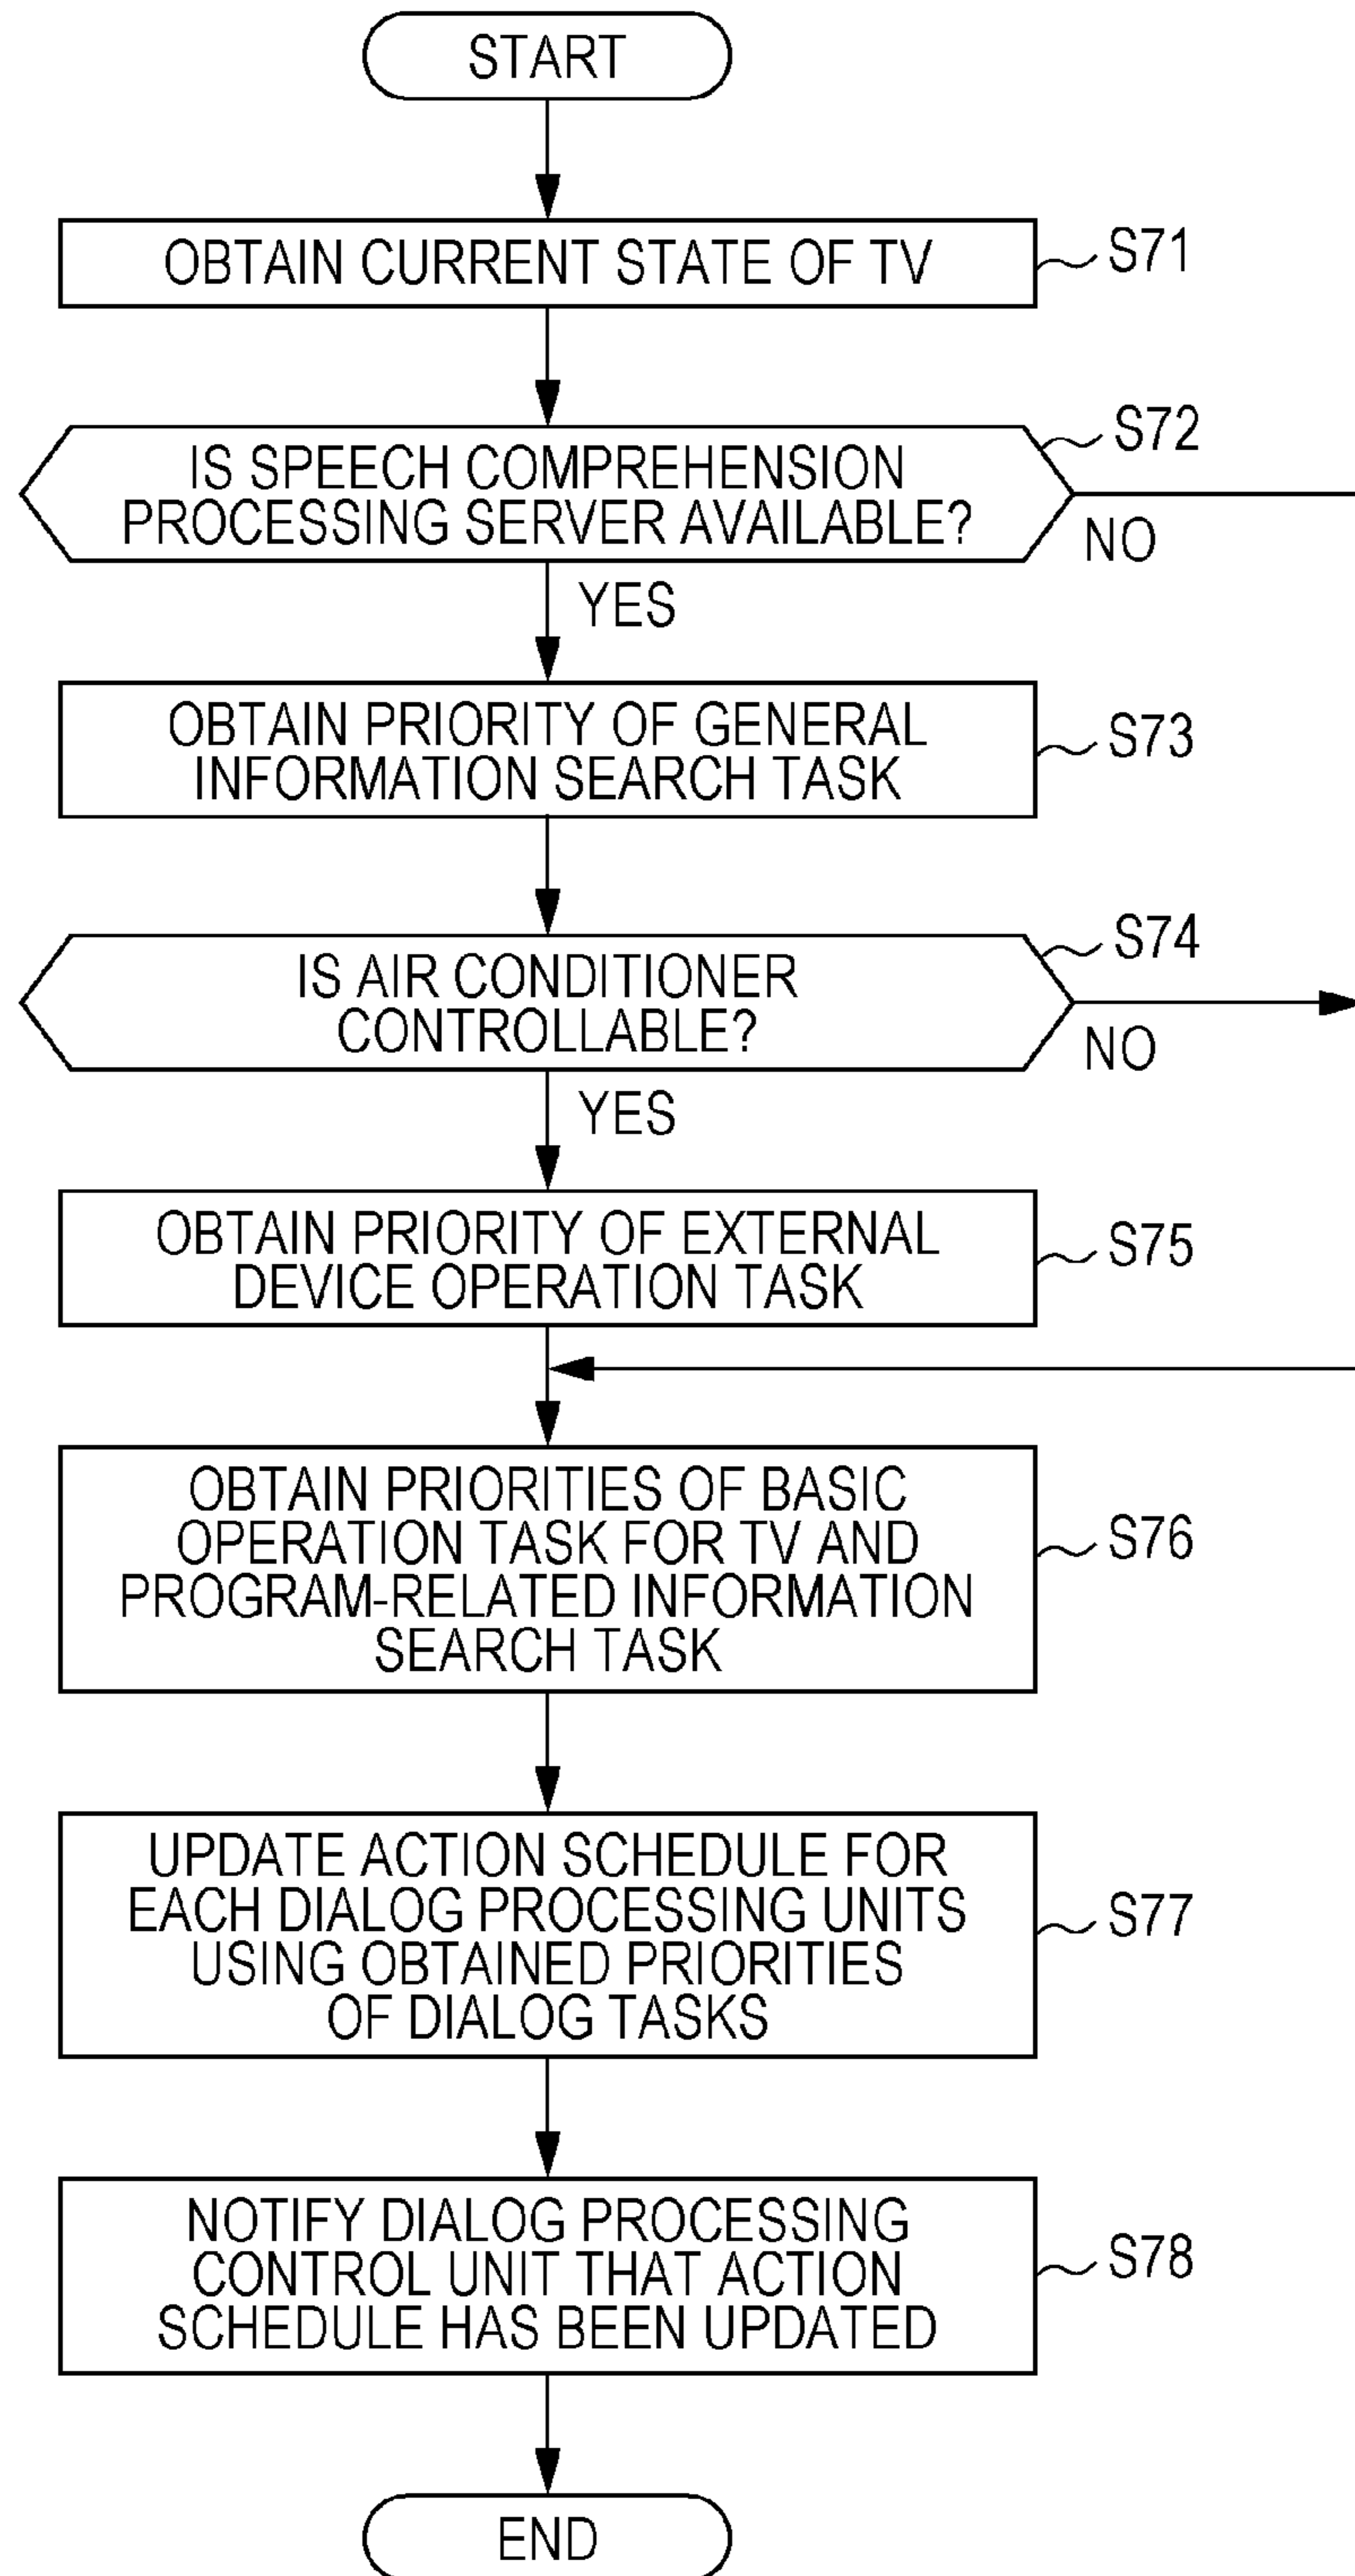 START
OBTAIN CURRENT STATE OF TV
S71
IS SPEECH COMPREHENSION
PROCESSING SERVER AVAILABLE?
S72
NO
YES
OBTAIN PRIORITY OF GENERAL
INFORMATION SEARCH TASK
S73
IS AIR CONDITIONER
CONTROLLABLE?
S74
NO
YES
OBTAIN PRIORITY OF EXTERNAL
DEVICE OPERATION TASK
S75
OBTAIN PRIORITIES OF BASIC
OPERATION TASK FOR TV AND
PROGRAM-RELATED INFORMATION
SEARCH TASK
S76
UPDATE ACTION SCHEDULE FOR
EACH DIALOG PROCESSING UNITS
USING OBTAINED PRIORITIES
OF DIALOG TASKS
S77
NOTIFY DIALOG PROCESSING
CONTROL UNIT THAT ACTION
SCHEDULE HAS BEEN UPDATED
S78
END